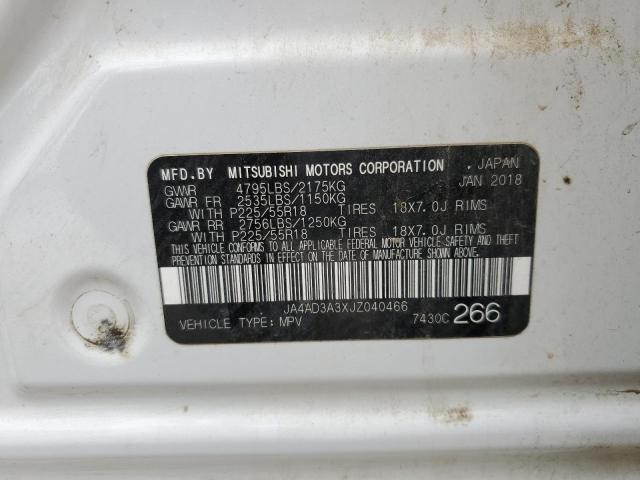 MFD.BY MITSUBISHI MOTORS CORPORATION JAPAN
GVWR 4795LBS/2175KG JAN 2018
GAWR FR 2535LBS/1150KG
WITH P225/55R18 TIRES 18X7.0J RIMS
GAWR RR 2756LBS/1250KG
WITH P225/55R18 TIRES 18X7.0J RIMS
THIS VEHICLE CONFORMS TO ALL APPLICABLE FEDERAL MOTOR VEHICLE SAFETY AND THEFT
PREVENTION STANDARDS IN EFFECT ON THE DATE OF MANUFACTURE SHOWN ABOVE.
JA4AD3A3XJZ040466
VEHICLE TYPE: MPV 7430C 266